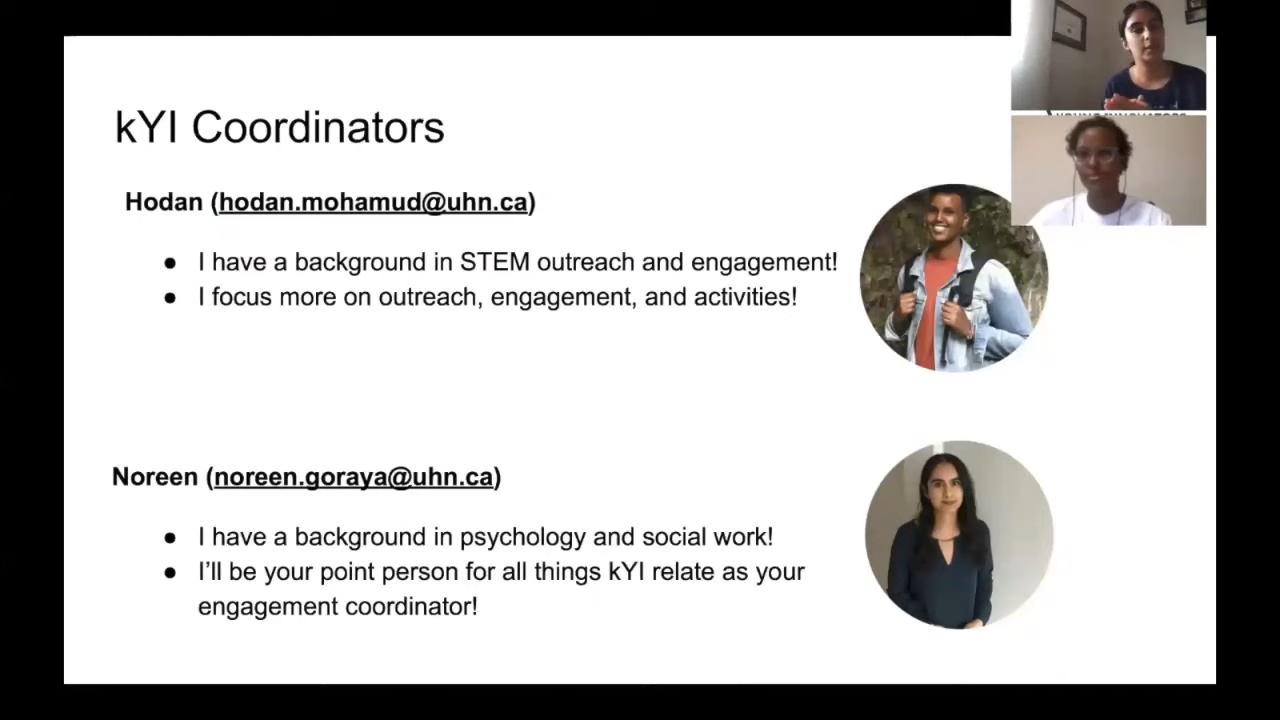 kYI Coordinators
Hodan (hodan.mohamud@uhn.ca)
● I have a background in STEM outreach and engagement!
● I focus more on outreach, engagement, and activities!
Noreen (noreen.goraya@uhn.ca)
● I have a background in psychology and social work!
● I’ll be your point person for all things kYI relate as your
engagement coordinator!